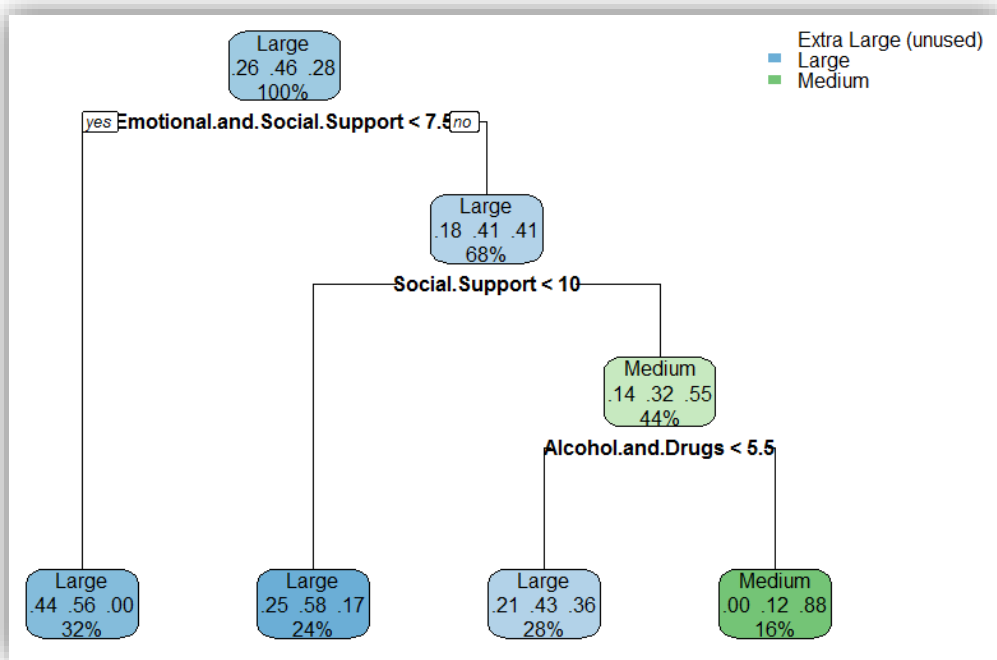 Large
.26 .46 .28
100%
Extra Large (unused)
Large
Medium
yes Emotional.and.Social.Support < 7.5 no
Large
.18 .41 .41
68%
Social.Support < 10
Medium
.14 .32 .55
44%
Alcohol.and.Drugs < 5.5
Large
.44 .56 .00
32%
Large
.25 .58 .17
24%
Large
.21 .43 .36
28%
Medium
.00 .12 .88
16%